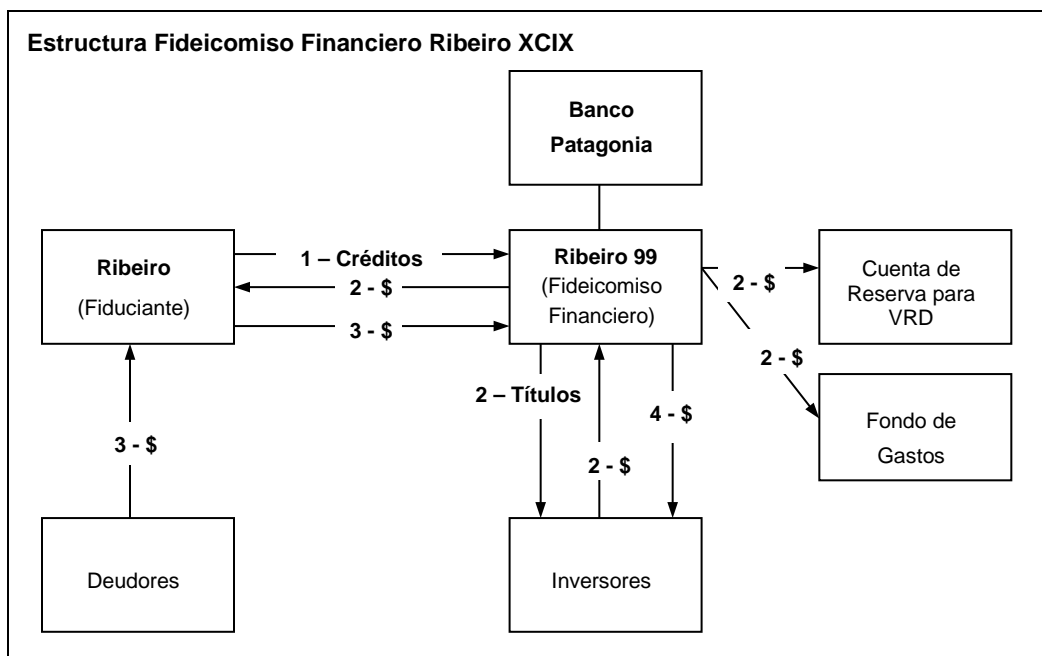 Estructura Fideicomiso Financiero Ribeiro XCIX
Banco
Patagonia
Ribeiro
(Fiduciante)
1 – Créditos
2 - $
3 - $
Ribeiro 99
(Fideicomiso
Financiero)
2 - $
Cuenta de
Reserva para
VRD
2 - $
Fondo de
Gastos
2 – Títulos
4 - $
3 - $
2 - $
Deudores
Inversores